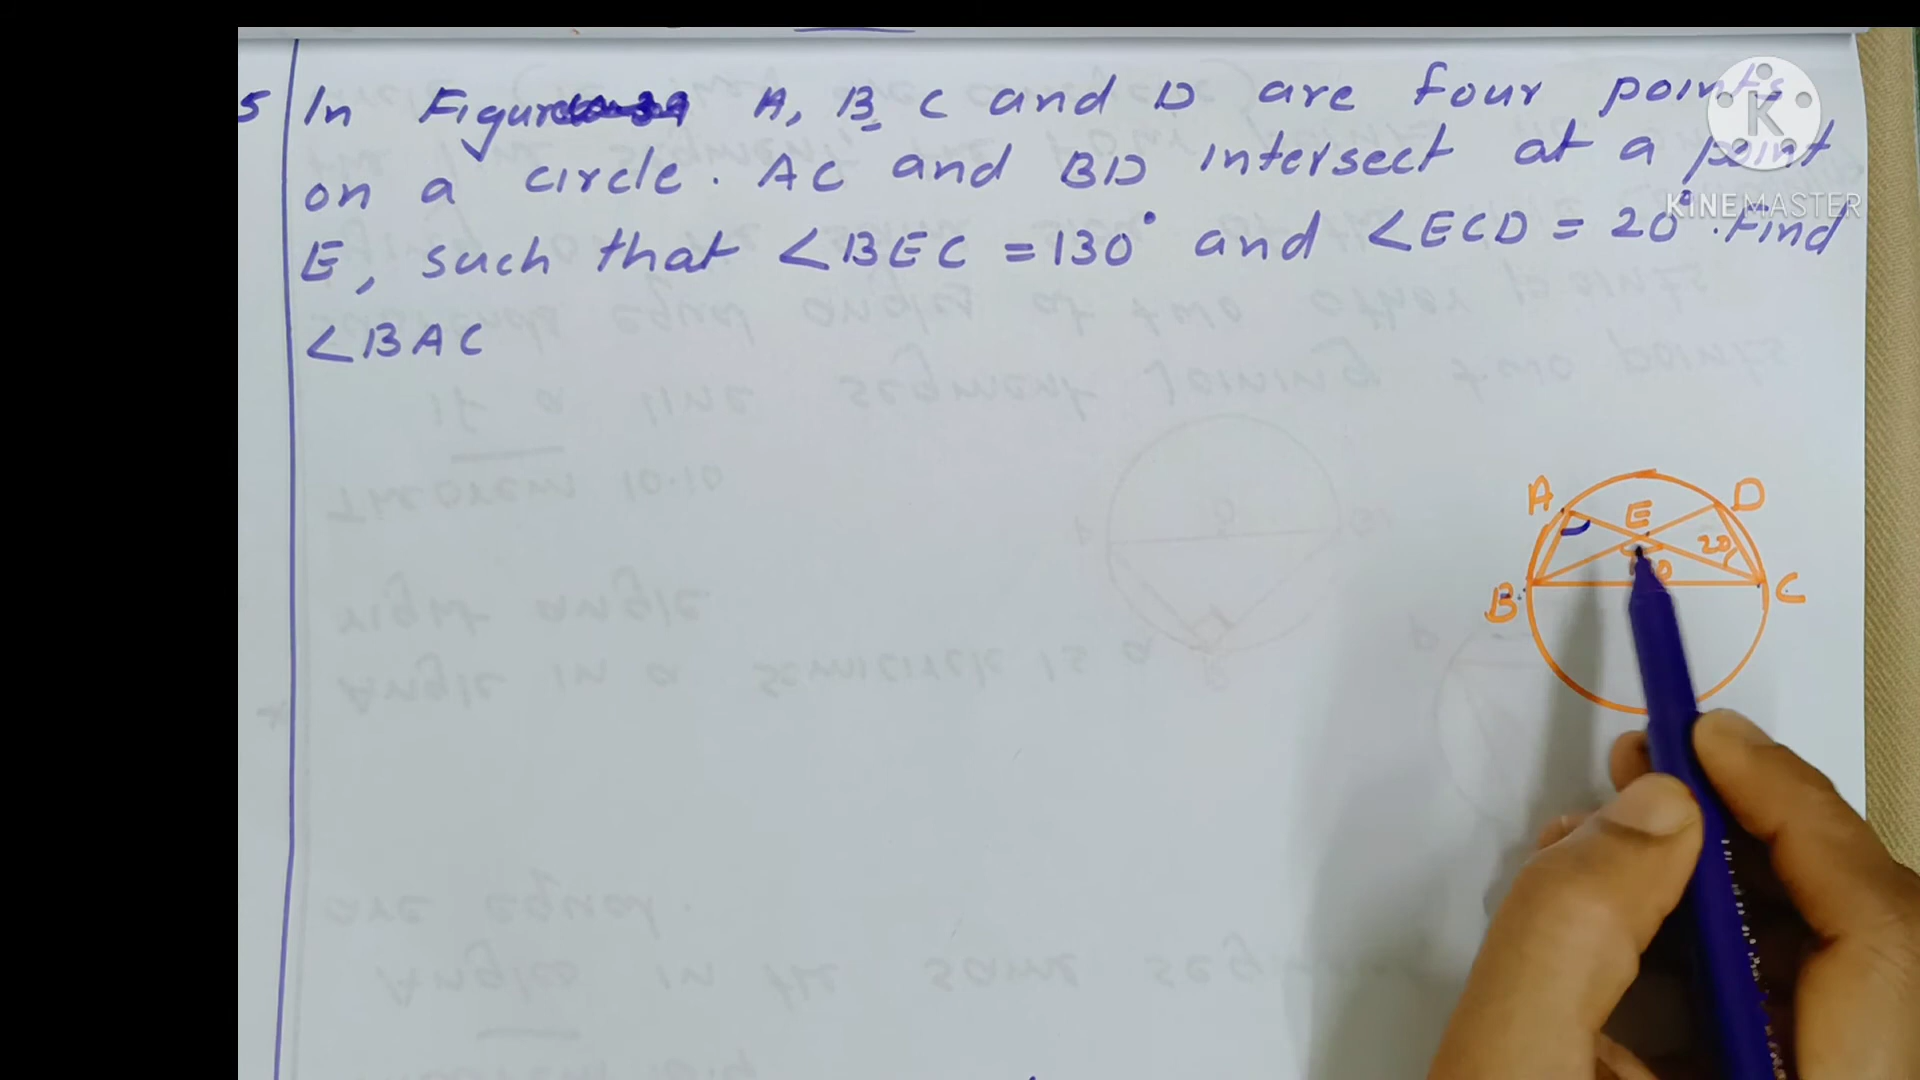 5 In Figure A, B, C and D are four points
on a circle. AC and BD intersect at a point
E, such that ∠BEC = 130° and ∠ECD = 20°. Find
∠BAC
K
KINEMASTER
A
E
D
20
B
C